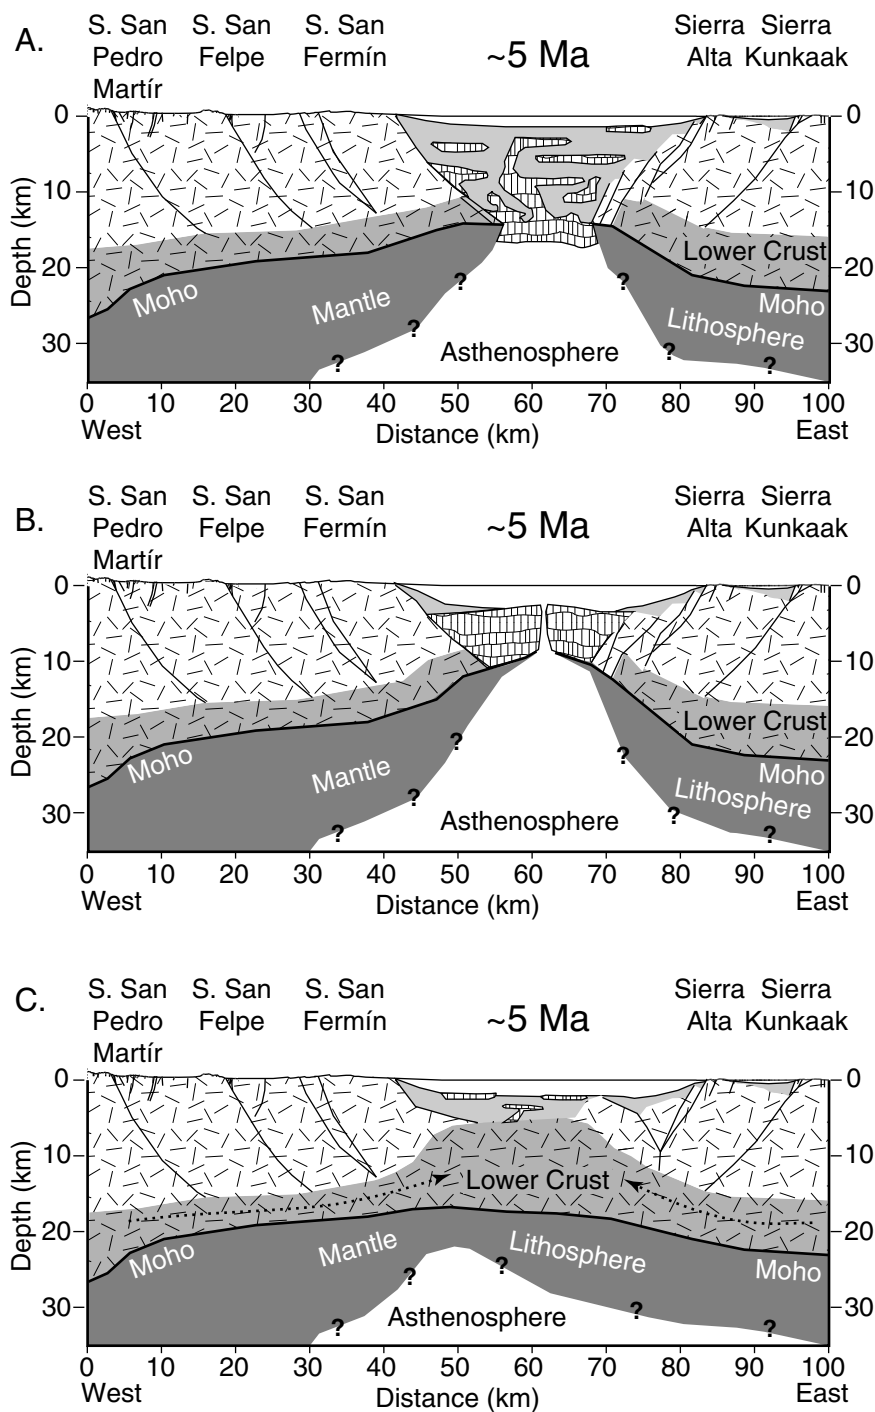 A.
S. San Pedro Martír
S. San Felpe
S. San Fermín
~5 Ma
Sierra Alta
Sierra Kunkaak
0
10
20
30
Depth (km)
0
10
20
30
Lower Crust
Moho
Mantle
Moho
Lithosphere
?
?
?
?
?
?
Asthenosphere
0 10 20 30 40 50 60 70 80 90 100
West Distance (km) East
B.
S. San Pedro Martír
S. San Felpe
S. San Fermín
~5 Ma
Sierra Alta
Sierra Kunkaak
0
10
20
30
Depth (km)
0
10
20
30
Lower Crust
Moho
Mantle
Moho
Lithosphere
?
?
?
?
?
?
Asthenosphere
0 10 20 30 40 50 60 70 80 90 100
West Distance (km) East
C.
S. San Pedro Martír
S. San Felpe
S. San Fermín
~5 Ma
Sierra Alta
Sierra Kunkaak
0
10
20
30
Depth (km)
0
10
20
30
Lower Crust
Moho
Mantle
Lithosphere
Moho
?
?
?
?
?
Asthenosphere
0 10 20 30 40 50 60 70 80 90 100
West Distance (km) East